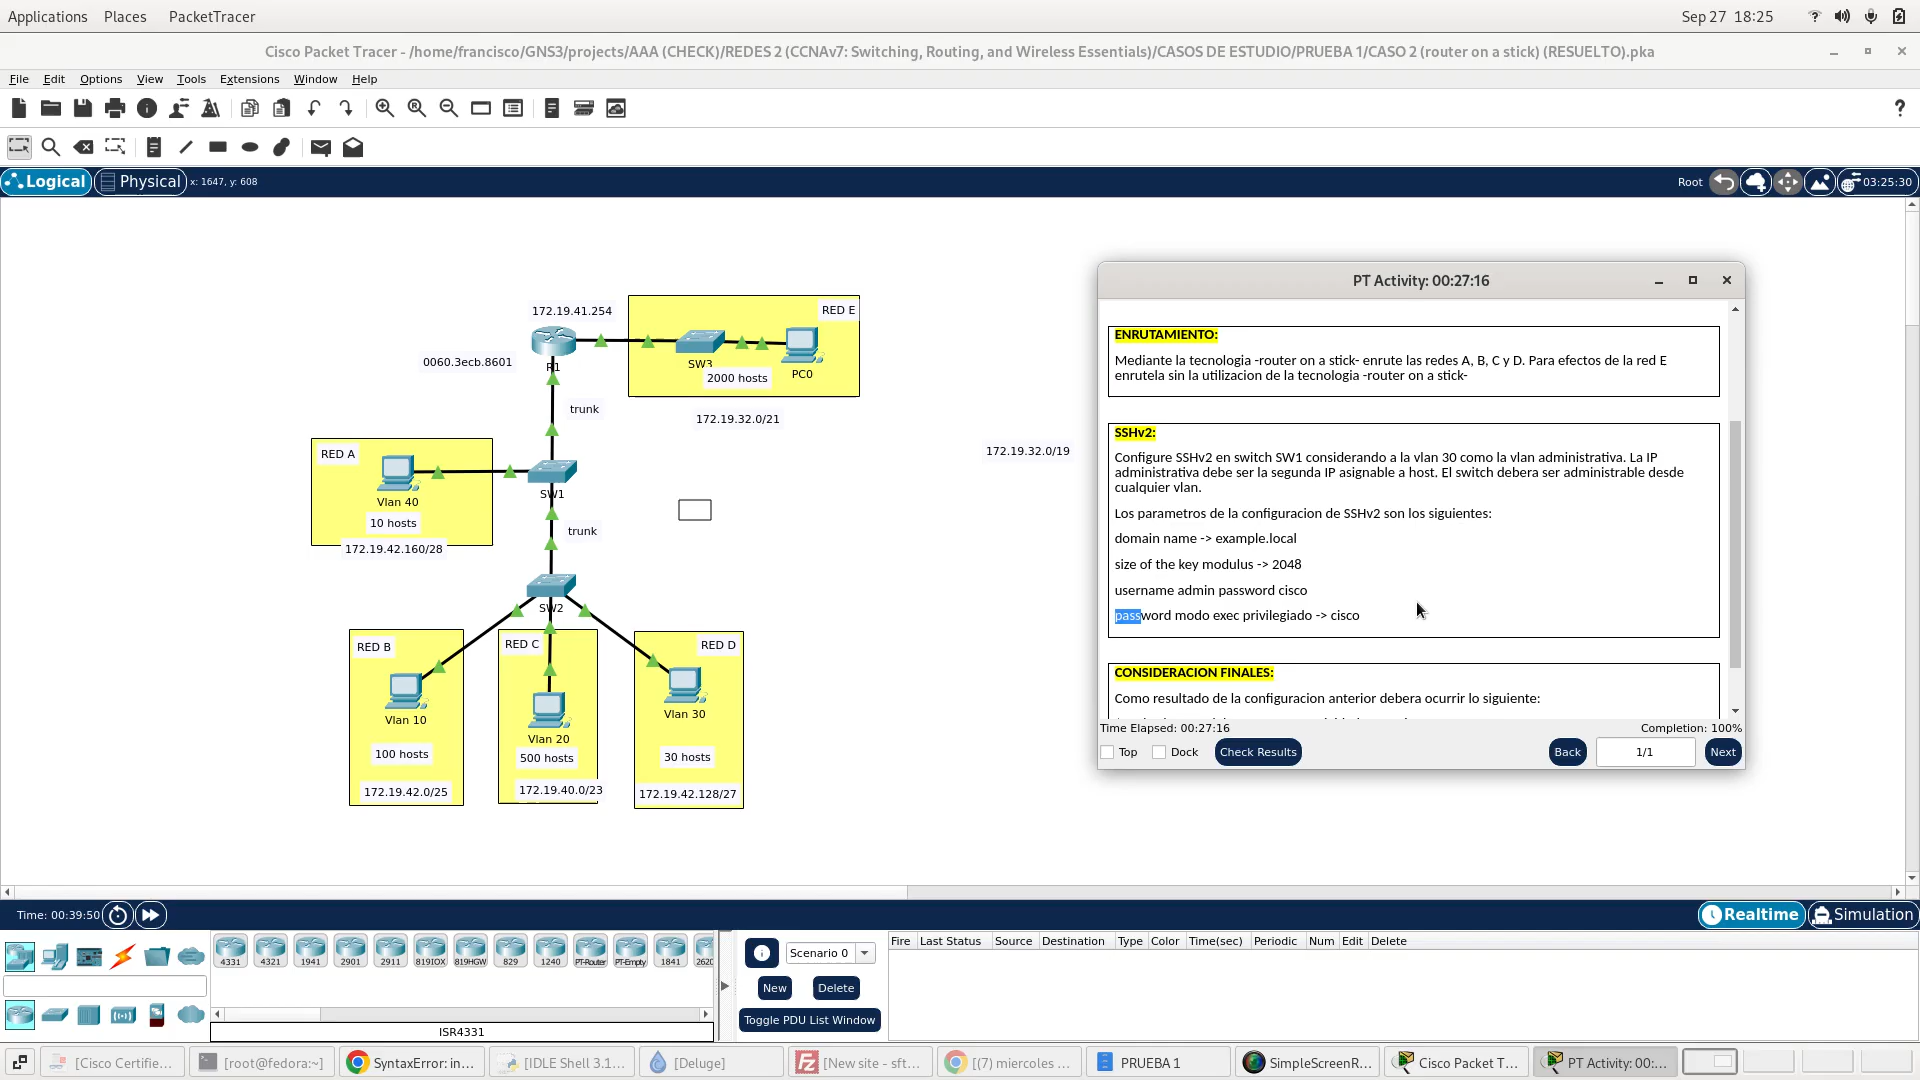 Applications Places PacketTracer Sep 27 18:25
Cisco Packet Tracer - /home/francisco/GNS3/projects/AAA (CHECK)/REDES 2 (CCNAv7: Switching, Routing, and Wireless Essentials)/CASOS DE ESTUDIO/PRUEBA 1/CASO 2 (router on a stick) (RESUELTO).pka
File Edit Options View Tools Extensions Window Help
Logical Physical x: 1647, y: 608 Root 03:25:30
172.19.41.254
RED E
0060.3ecb.8601
R1
SW3
2000 hosts
PC0
trunk
172.19.32.0/21
172.19.32.0/19
RED A
Vlan 40
10 hosts
172.19.42.160/28
SW1
trunk
SW2
RED B
Vlan 10
100 hosts
172.19.42.0/25
RED C
Vlan 20
500 hosts
172.19.40.0/23
RED D
Vlan 30
30 hosts
172.19.42.128/27
PT Activity: 00:27:16
ENRUTAMIENTO:
Mediante la tecnologia -router on a stick- enrute las redes A, B, C y D. Para efectos de la red E
enrutela sin la utilizacion de la tecnologia -router on a stick-
SSHv2:
Configure SSHv2 en switch SW1 considerando a la vlan 30 como la vlan administrativa. La IP
administrativa debe ser la segunda IP asignable a host. El switch debera ser administrable desde
cualquier vlan.
Los parametros de la configuracion de SSHv2 son los siguientes:
domain name -> example.local
size of the key modulus -> 2048
username admin password cisco
password modo exec privilegiado -> cisco
CONSIDERACION FINALES:
Como resultado de la configuracion anterior debera ocurrir lo siguiente:
Time Elapsed: 00:27:16 Completion: 100%
Top Dock Check Results Back 1/1 Next
Time: 00:39:50 Realtime Simulation
4331 4321 1941 2901 2911 819IOX 819HGW 829 1240 PT-Router PT-Empty 1841 2620
ISR4331
Scenario 0
New Delete
Toggle PDU List Window
Fire Last Status Source Destination Type Color Time(sec) Periodic Num Edit Delete
[Cisco Certifie... [root@fedora:~] SyntaxError: in... [IDLE Shell 3.1... [Deluge] [New site - sft... [(7) miercoles ... PRUEBA 1 SimpleScreenR... Cisco Packet T... PT Activity: 00:...